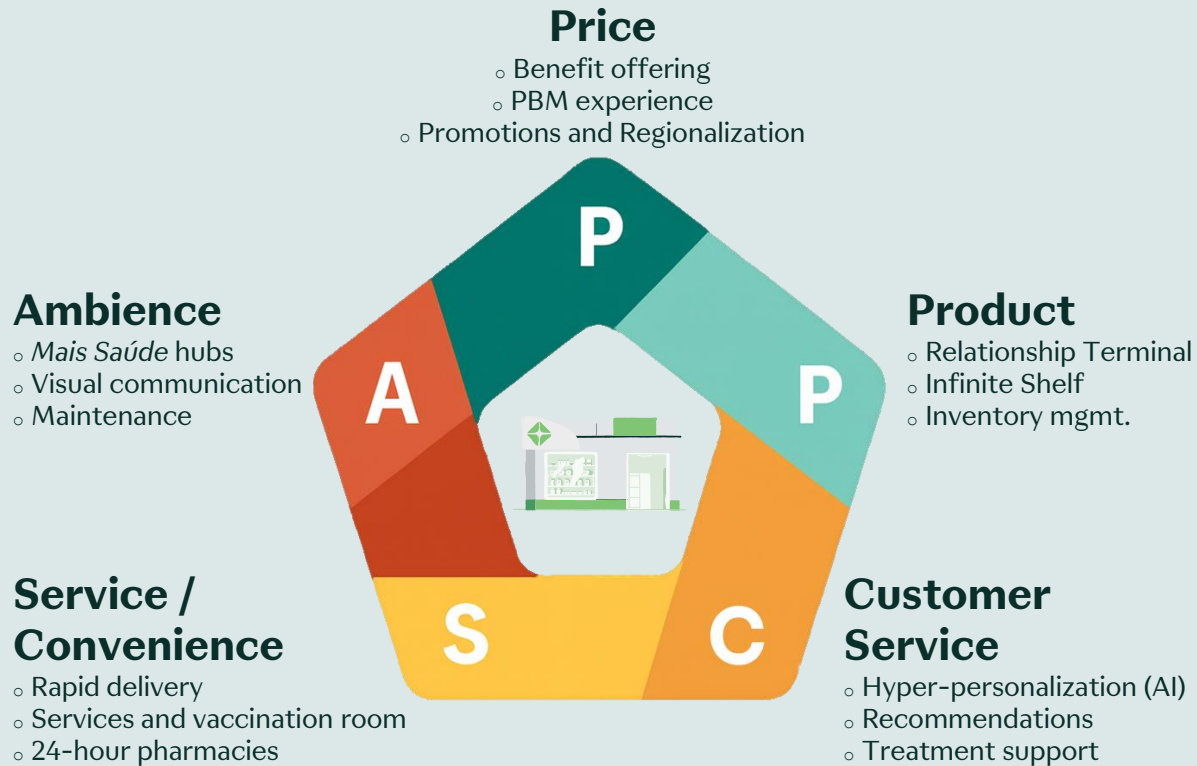 Price
○ Benefit offering
○ PBM experience
○ Promotions and Regionalization
P
Ambience
○ Mais Saúde hubs
○ Visual communication
○ Maintenance
A
P
Product
○ Relationship Terminal
○ Infinite Shelf
○ Inventory mgmt.
Service /
Convenience
○ Rapid delivery
○ Services and vaccination room
○ 24-hour pharmacies
S
C
Customer
Service
○ Hyper-personalization (AI)
○ Recommendations
○ Treatment support